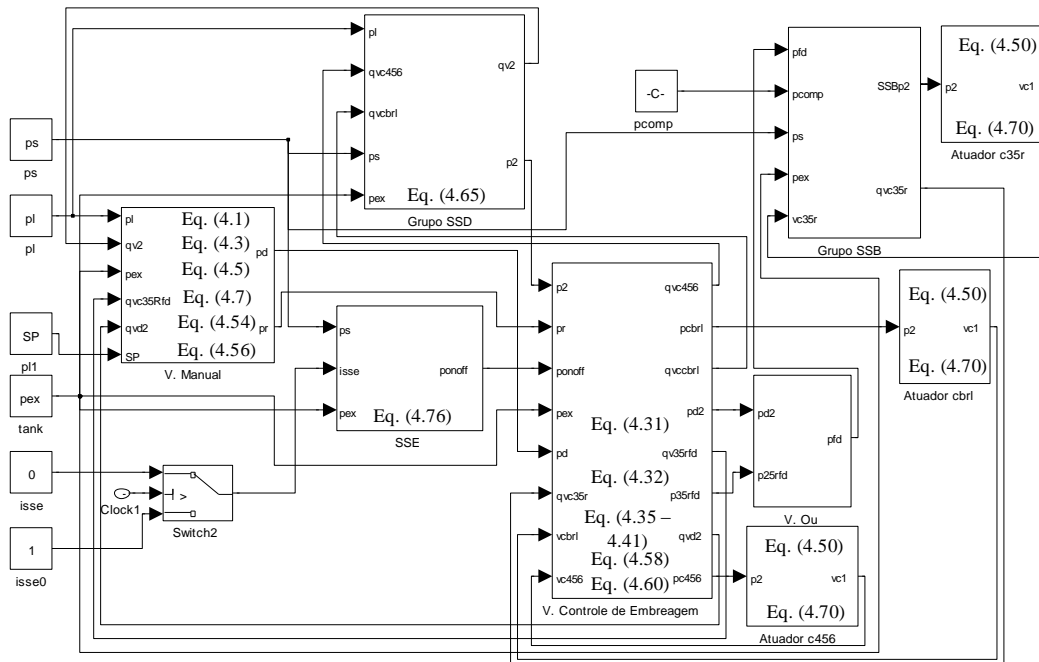 ps
ps
pl
pl
SP
pl1
pex
tank
0
isse
1
isse0
Clock1
>
Switch2
pl
qv2
pex
qvc35Rfd
qvd2
SP
Eq. (4.1)
Eq. (4.3)
Eq. (4.5)
Eq. (4.7)
Eq. (4.54)
Eq. (4.56)
pd
pr
V. Manual
pl
qvc456
qvcbrl
ps
pex
qv2
p2
Eq. (4.65)
Grupo SSD
ps
isse
pex
ponoff
Eq. (4.76)
SSE
p2
pr
ponoff
pex
pd
qvc35r
vcbrl
vc456
Eq. (4.31)
Eq. (4.32)
Eq. (4.35 –
4.41)
Eq. (4.58)
Eq. (4.60)
qvc456
pcbrl
qvccbrl
pd2
qv35rfd
p35rfd
qvd2
pc456
V. Controle de Embreagem
-C-
pcomp
pfd
pcomp
ps
pex
vc35r
SSBp2
qvc35r
Grupo SSB
Eq. (4.50)
p2
vc1
Eq. (4.70)
Atuador c35r
Eq. (4.50)
p2
vc1
Eq. (4.70)
Atuador cbrl
pd2
pfd
p25rfd
V. Ou
Eq. (4.50)
p2
vc1
Eq. (4.70)
Atuador c456